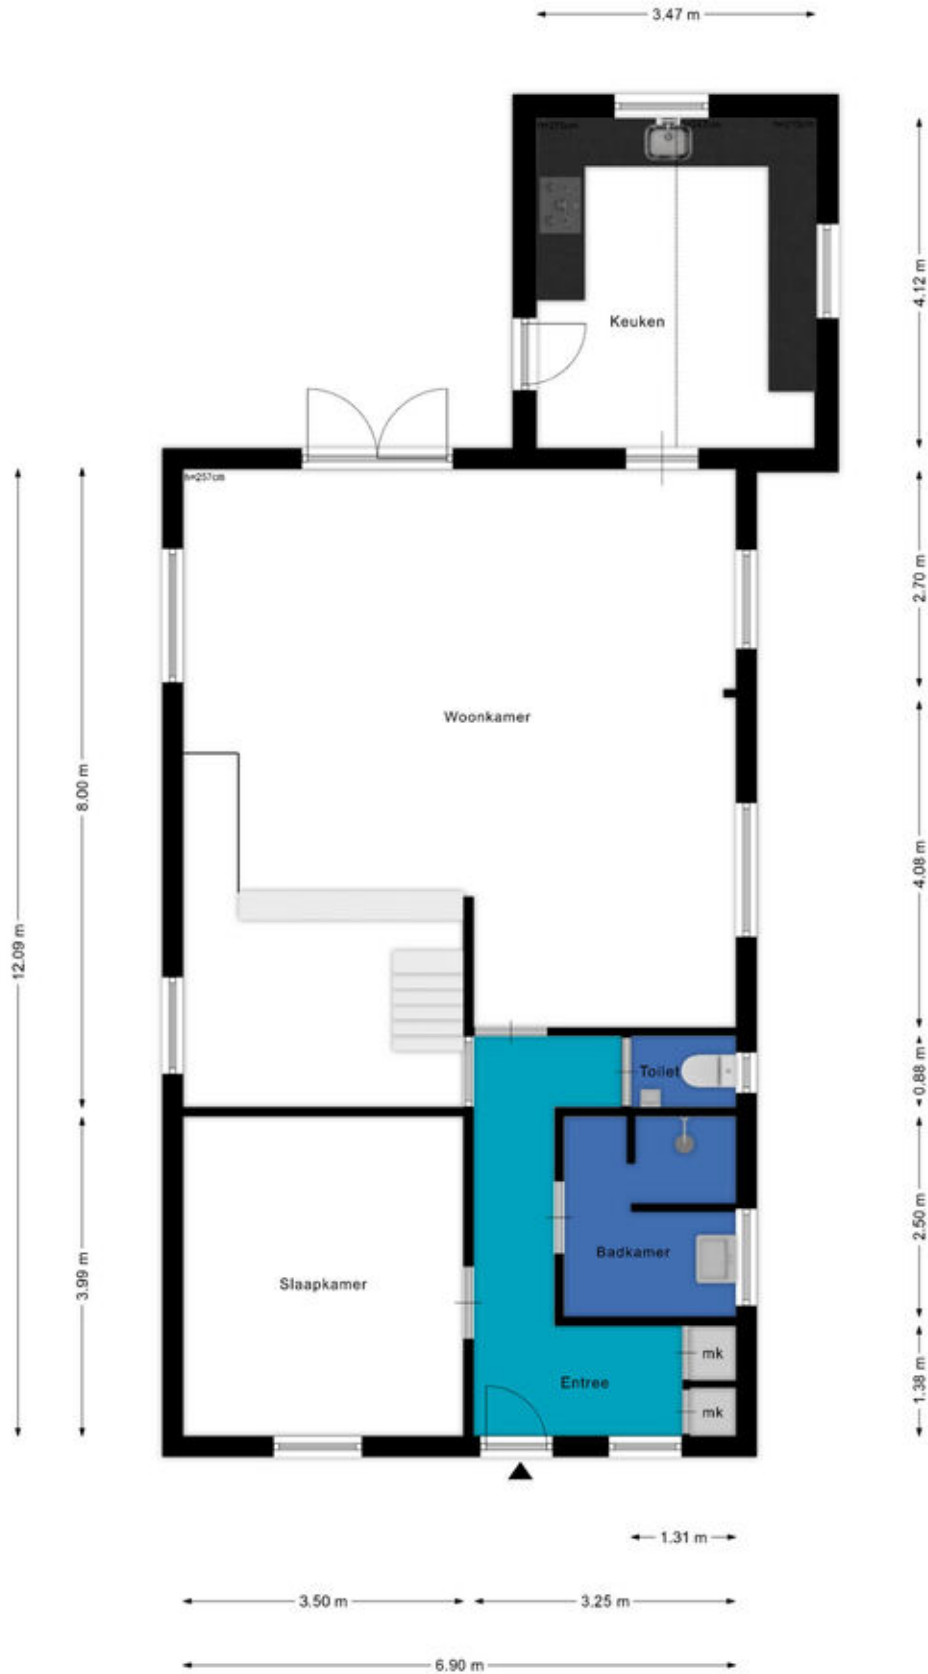 3.47 m
4.12 m
Keuken
h=257cm
2.70 m
Woonkamer
8.00 m
4.08 m
12.09 m
0.88 m
Toilet
2.50 m
Badkamer
3.99 m
Slaapkamer
mk
1.38 m
Entree
mk
1.31 m
3.50 m
3.25 m
6.90 m